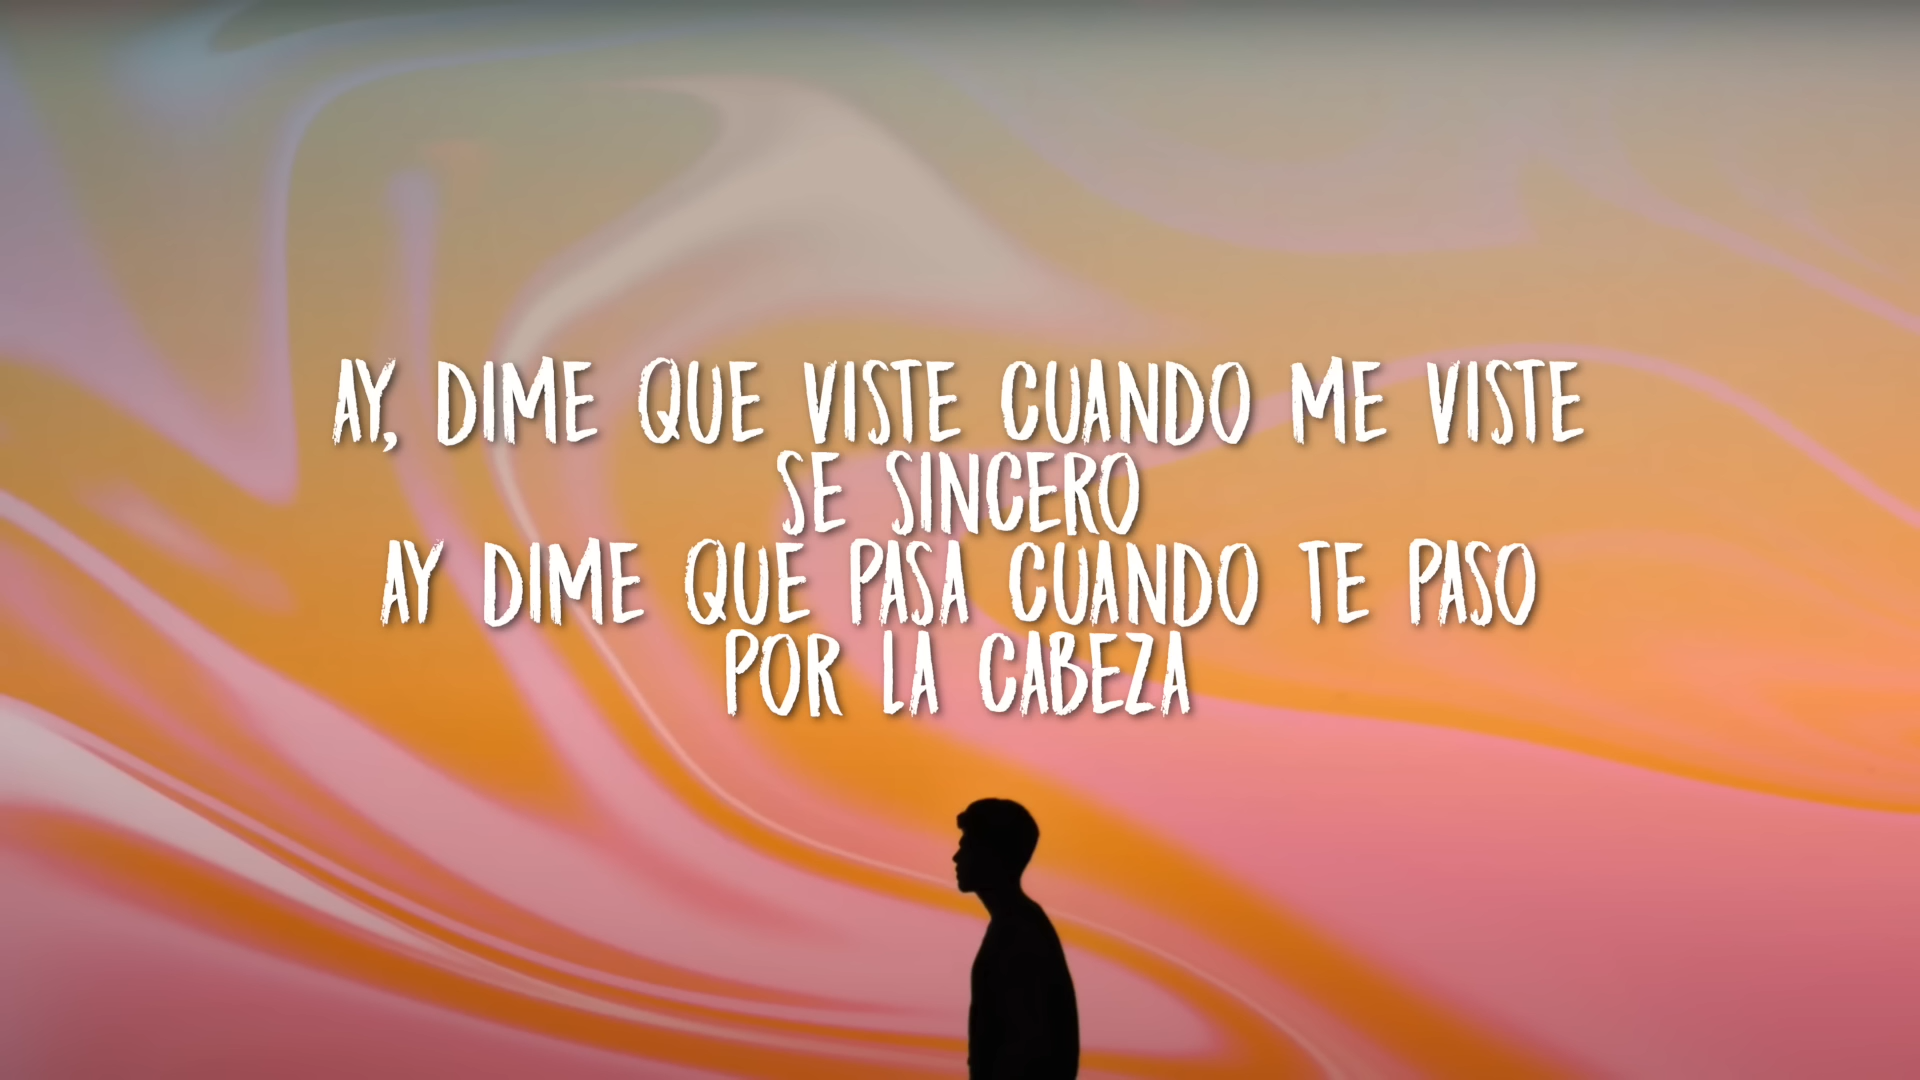 AY, DIME QUE VISTE CUANDO ME VISTE
SE SINCERO
AY DIME QUE PASA CUANDO TE PASO
POR LA CABEZA